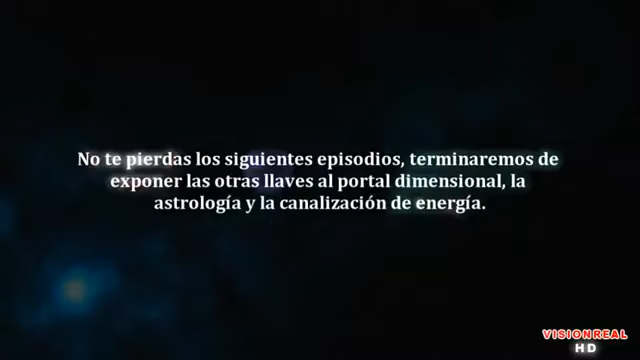 No te pierdas los siguientes episodios, terminaremos de
exponer las otras llaves al portal dimensional, la
astrología y la canalización de energía.
VISIONREAL
HD